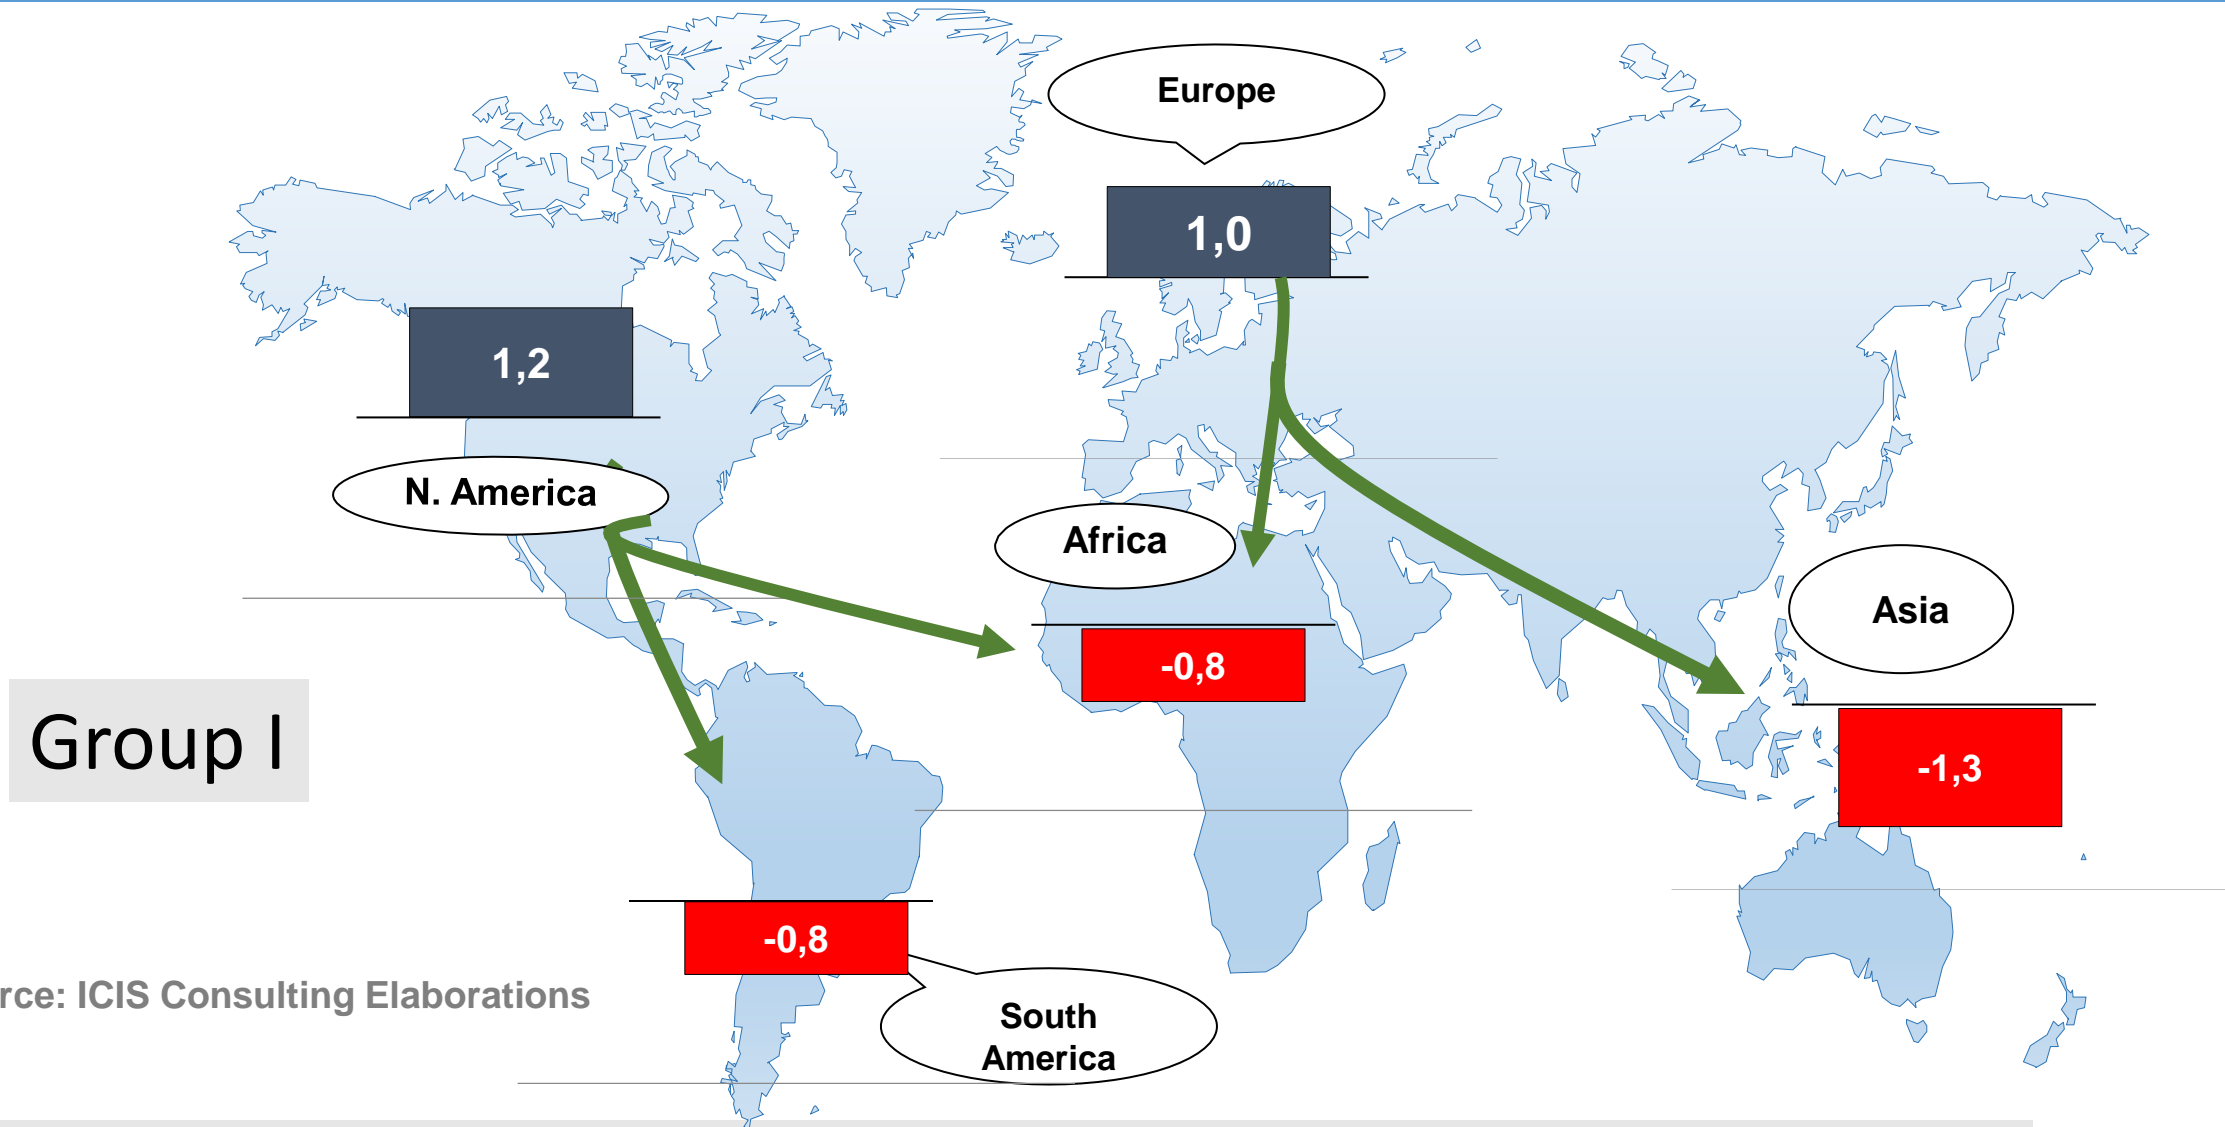 Europe
1,0
1,2
N. America
Africa
-0,8
Asia
-1,3
Group I
-0,8
rce: ICIS Consulting Elaborations
South
America